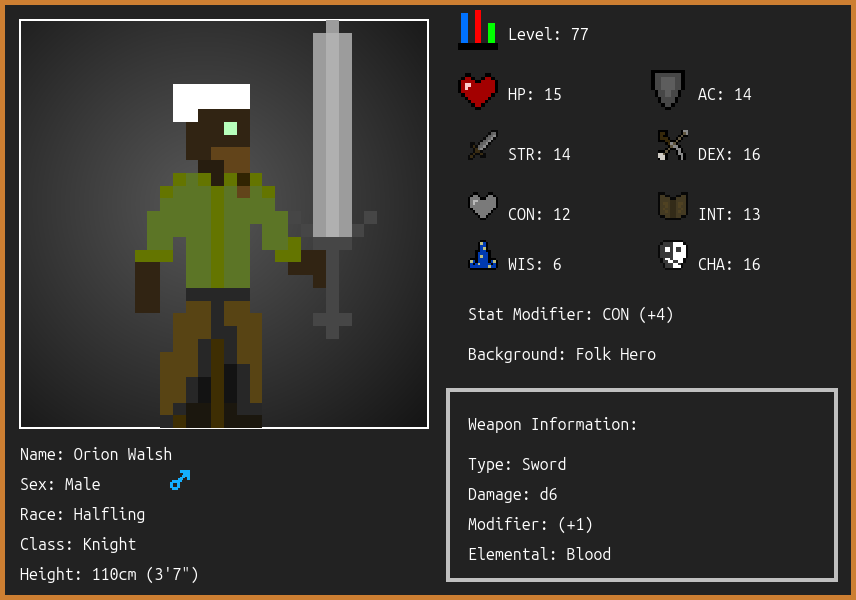 Level: 77
HP: 15
AC: 14
STR: 14
DEX: 16
CON: 12
INT: 13
WIS: 6
CHA: 16
Stat Modifier: CON (+4)
Background: Folk Hero
Weapon Information:
Type: Sword
Damage: d6
Modifier: (+1)
Elemental: Blood
Name: Orion Walsh
Sex: Male
Race: Halfling
Class: Knight
Height: 110cm (3'7")